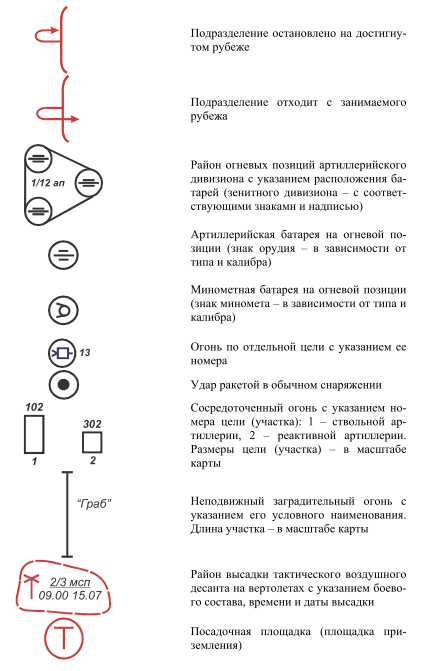 Подразделение остановлено на достигну-
том рубеже
Подразделение отходит с занимаемого
рубежа
1/12 ап
Район огневых позиций артиллерийского
дивизиона с указанием расположения ба-
тарей (зенитного дивизиона – с соответ-
ствующими знаками и надписью)
Артиллерийская батарея на огневой по-
зиции (знак орудия – в зависимости от
типа и калибра)
Минометная батарея на огневой позиции
(знак миномета – в зависимости от типа и
калибра)
13
Огонь по отдельной цели с указанием ее
номера
Удар ракетой в обычном снаряжении
102
302
1
2
Сосредоточенный огонь с указанием но-
мера цели (участка): 1 – ствольной ар-
тиллерии, 2 – реактивной артиллерии.
Размеры цели (участка) – в масштабе
карты
“Граб”
Неподвижный заградительный огонь с
указанием его условного наименования.
Длина участка – в масштабе карты
2/3 мсп
09.00 15.07
Район высадки тактического воздушного
десанта на вертолетах с указанием боево-
го состава, времени и даты высадки
Т
Посадочная площадка (площадка при-
земления)